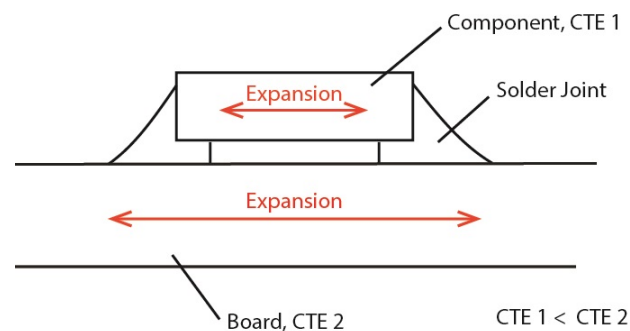 Component, CTE 1
Solder Joint
Expansion
Expansion
Board, CTE 2
CTE 1 < CTE 2